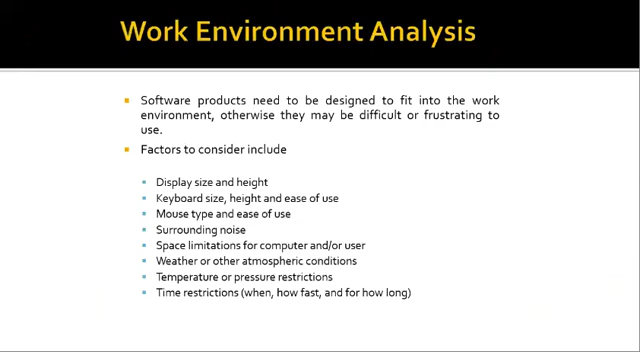 Work Environment Analysis
Software products need to be designed to fit into the work
environment, otherwise they may be difficult or frustrating to
use.
Factors to consider include
Display size and height
Keyboard size, height and ease of use
Mouse type and ease of use
Surrounding noise
Space limitations for computer and/or user
Weather or other atmospheric conditions
Temperature or pressure restrictions
Time restrictions (when, how fast, and for how long)